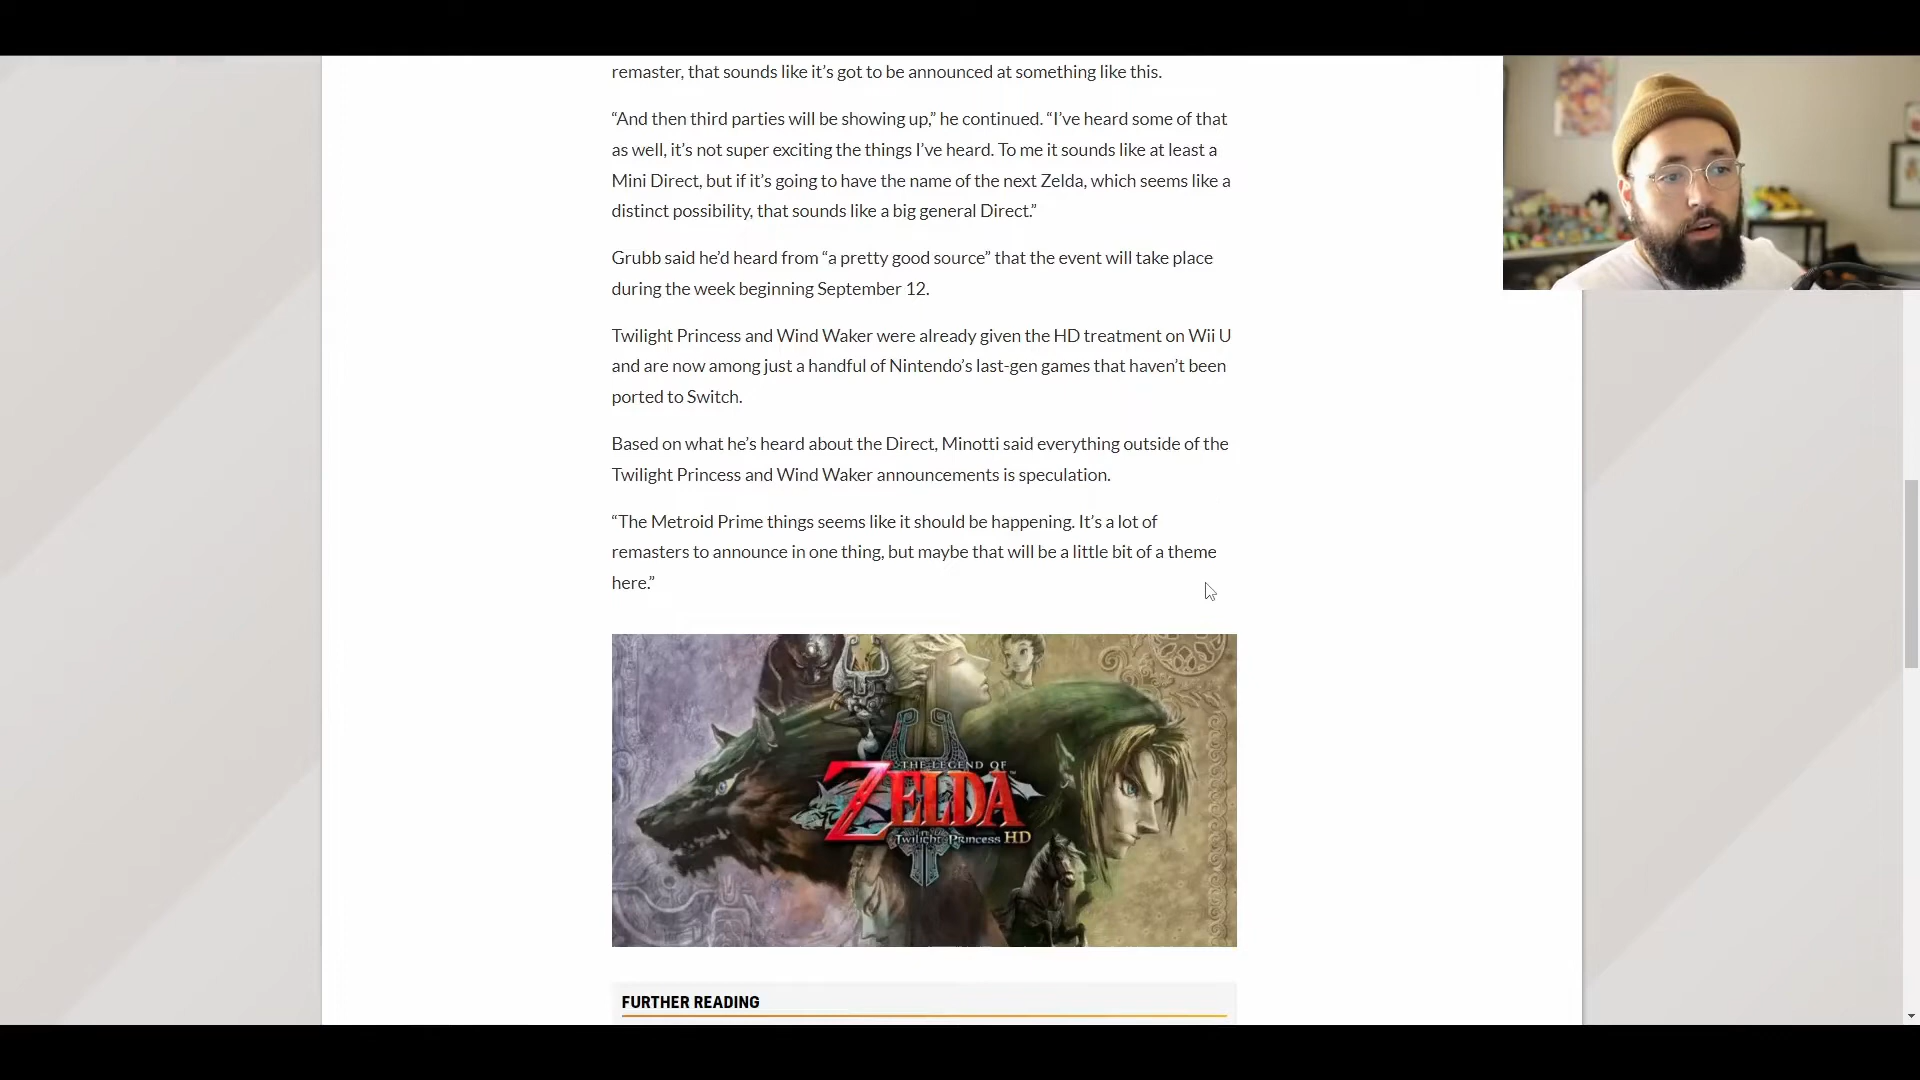 remaster, that sounds like it’s got to be announced at something like this.
“And then third parties will be showing up,” he continued. “I’ve heard some of that
as well, it’s not super exciting the things I’ve heard. To me it sounds like at least a
Mini Direct, but if it’s going to have the name of the next Zelda, which seems like a
distinct possibility, that sounds like a big general Direct.”
Grubb said he’d heard from “a pretty good source” that the event will take place
during the week beginning September 12.
Twilight Princess and Wind Waker were already given the HD treatment on Wii U
and are now among just a handful of Nintendo’s last-gen games that haven’t been
ported to Switch.
Based on what he’s heard about the Direct, Minotti said everything outside of the
Twilight Princess and Wind Waker announcements is speculation.
“The Metroid Prime things seems like it should be happening. It’s a lot of
remasters to announce in one thing, but maybe that will be a little bit of a theme
here.”
THE LEGEND OF
ZELDA™
Twilight Princess HD
FURTHER READING